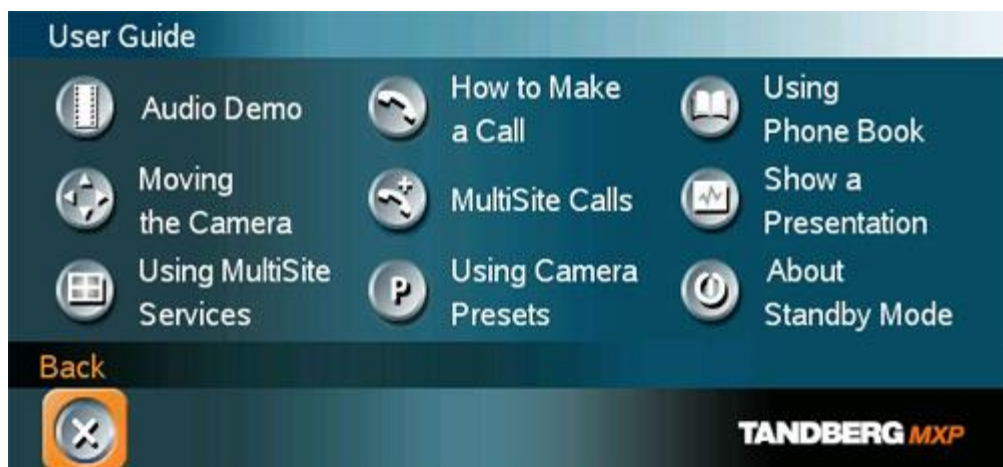 User Guide
Audio Demo
How to Make
a Call
Using
Phone Book
Moving
the Camera
MultiSite Calls
Show a
Presentation
Using MultiSite
Services
P
Using Camera
Presets
About
Standby Mode
Back
TANDBERG MXP